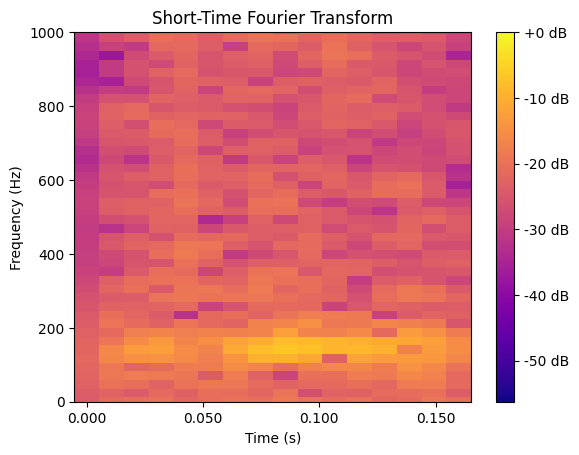 Short-Time Fourier Transform
1000
800
600
400
200
0
Frequency (Hz)
0.000
0.050
0.100
0.150
Time (s)
+0 dB
-10 dB
-20 dB
-30 dB
-40 dB
-50 dB